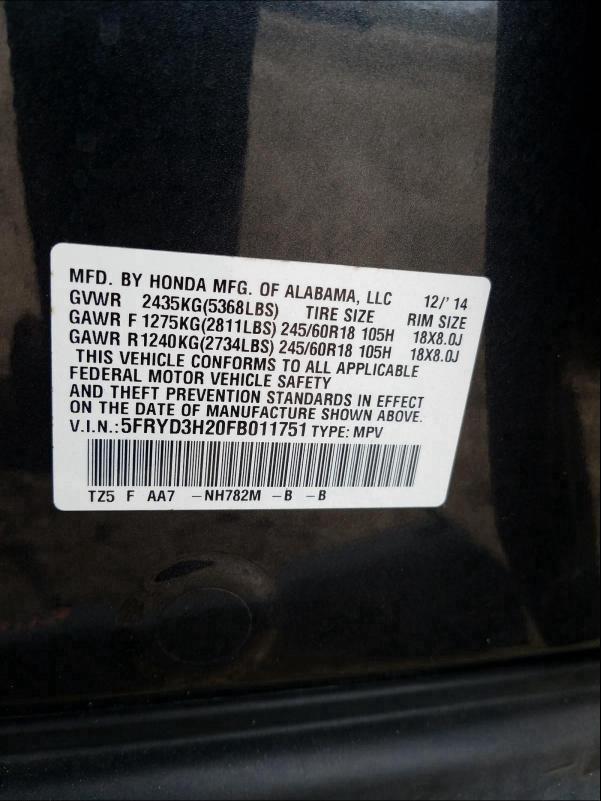 MFD. BY HONDA MFG. OF ALABAMA, LLC 12/' 14
GVWR 2435KG(5368LBS) TIRE SIZE RIM SIZE
GAWR F 1275KG(2811LBS) 245/60R18 105H 18X8.0J
GAWR R1240KG(2734LBS) 245/60R18 105H 18X8.0J
THIS VEHICLE CONFORMS TO ALL APPLICABLE
FEDERAL MOTOR VEHICLE SAFETY
AND THEFT PREVENTION STANDARDS IN EFFECT
ON THE DATE OF MANUFACTURE SHOWN ABOVE.
V.I.N.:5FRYD3H20FB011751 TYPE: MPV
TZ5 F AA7 -NH782M -B -B